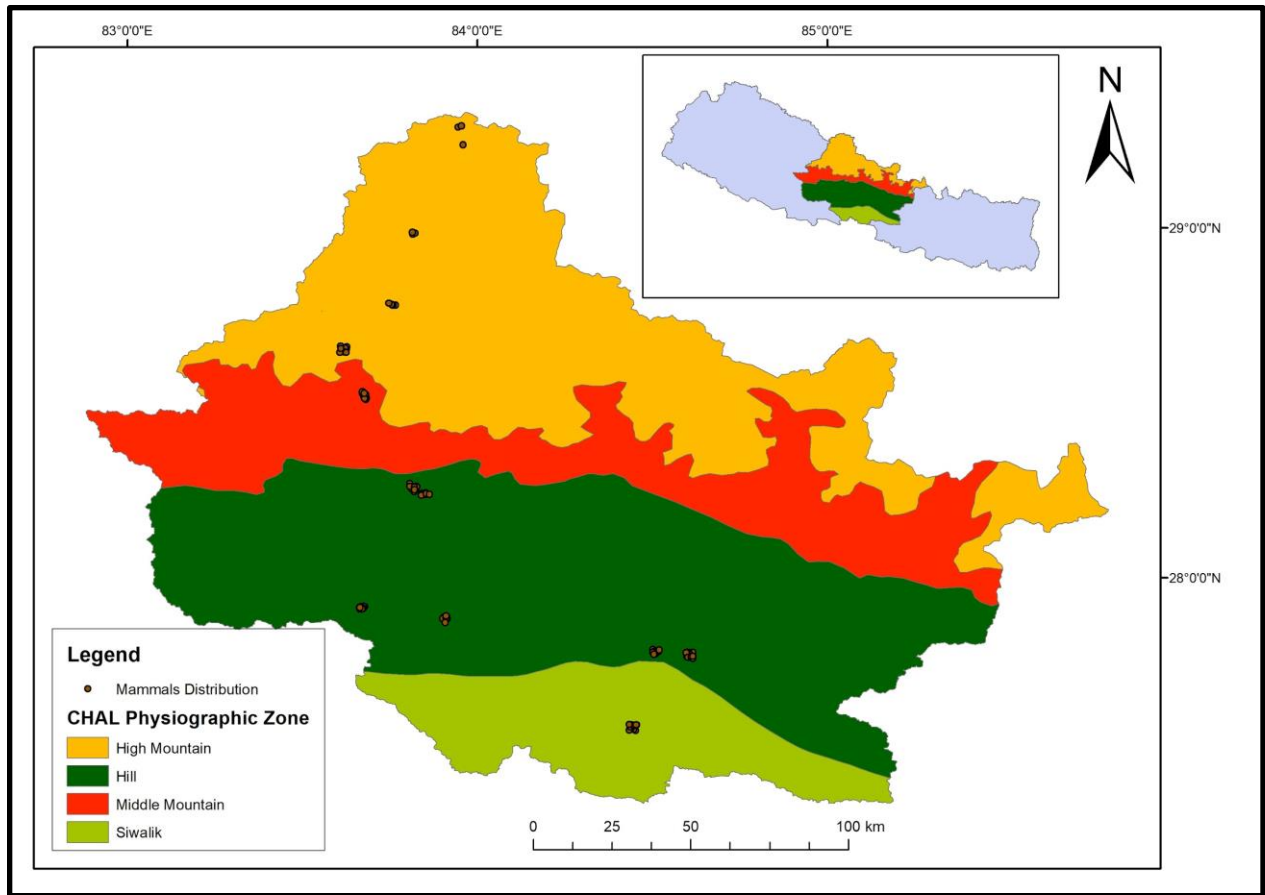 83°0'0"E 84°0'0"E 85°0'0"E
N
29°0'0"N
28°0'0"N
Legend
Mammals Distribution
CHAL Physiographic Zone
High Mountain
Hill
Middle Mountain
Siwalik
0 25 50 100 km